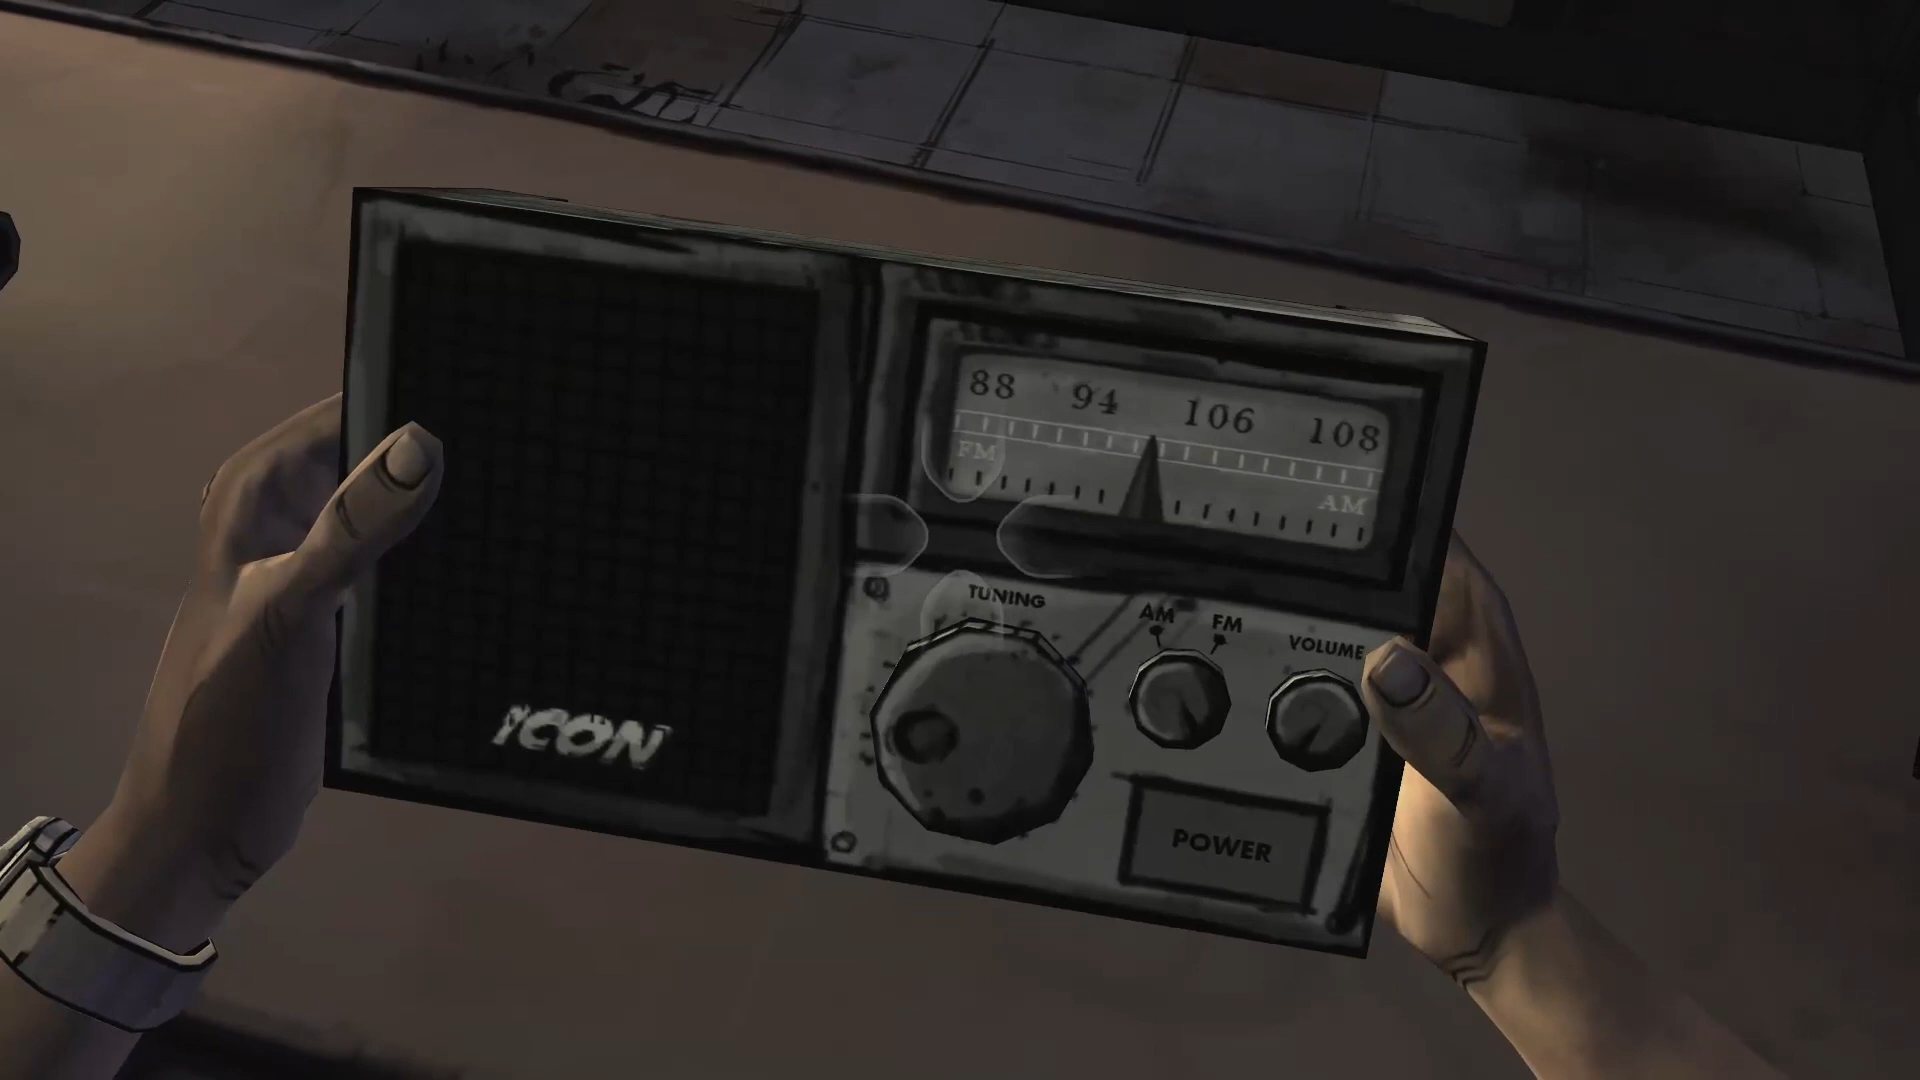 88 94 106 108
FM
AM
TUNING
AM FM
VOLUME
ICON
POWER